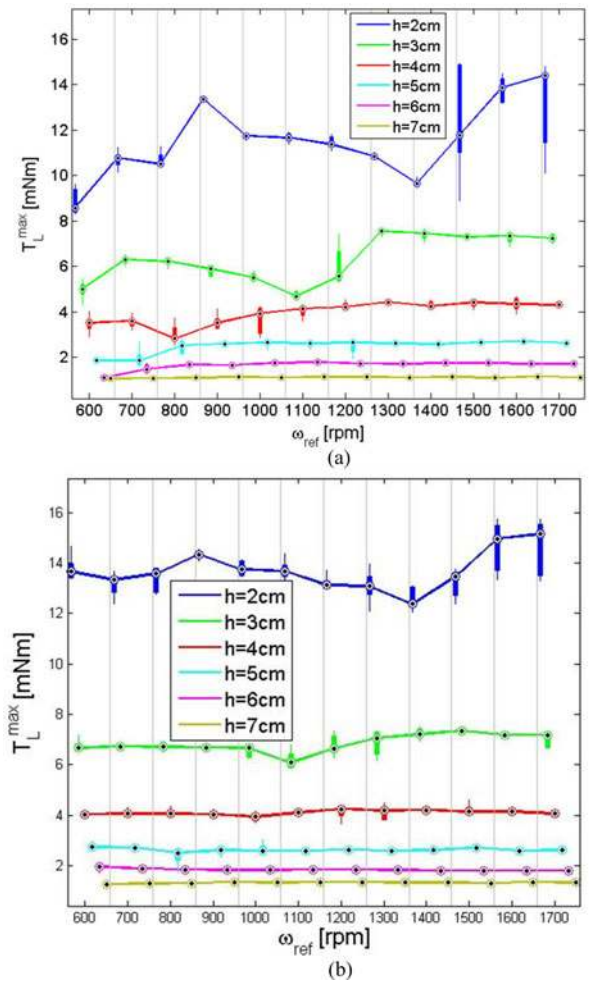 16
14
12
10
8
6
4
2
T_L^max [mNm]
h=2cm
h=3cm
h=4cm
h=5cm
h=6cm
h=7cm
600 700 800 900 1000 1100 1200 1300 1400 1500 1600 1700
ω_ref [rpm]
(a)
16
14
12
10
8
6
4
2
T_L^max [mNm]
h=2cm
h=3cm
h=4cm
h=5cm
h=6cm
h=7cm
600 700 800 900 1000 1100 1200 1300 1400 1500 1600 1700
ω_ref [rpm]
(b)